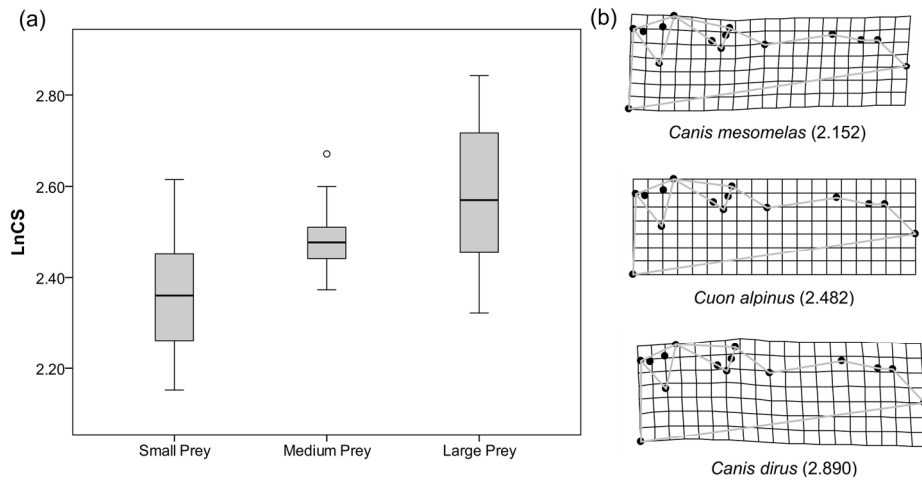 (a)
LnCS
2.80
2.60
2.40
2.20
Small Prey
Medium Prey
Large Prey
(b)
Canis mesomelas (2.152)
Cuon alpinus (2.482)
Canis dirus (2.890)